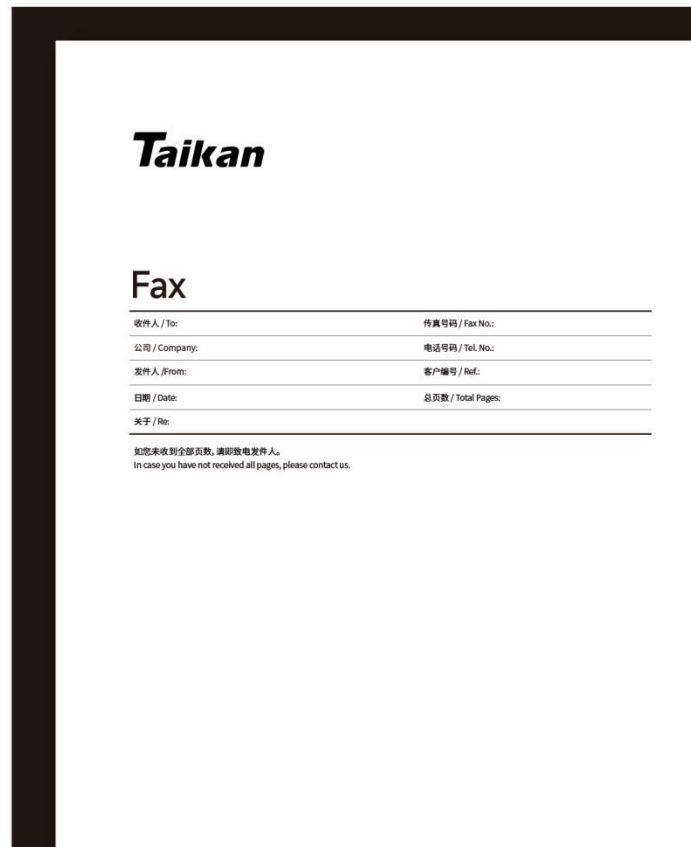 Taikan
Fax
收件人 / To: 传真号码 / Fax No.:
公司 / Company: 电话号码 / Tel. No.:
发件人 /From: 客户编号 / Ref.:
日期 / Date: 总页数 / Total Pages:
关于 / Re:
如您未收到全部页数, 请即致电发件人。
In case you have not received all pages, please contact us.